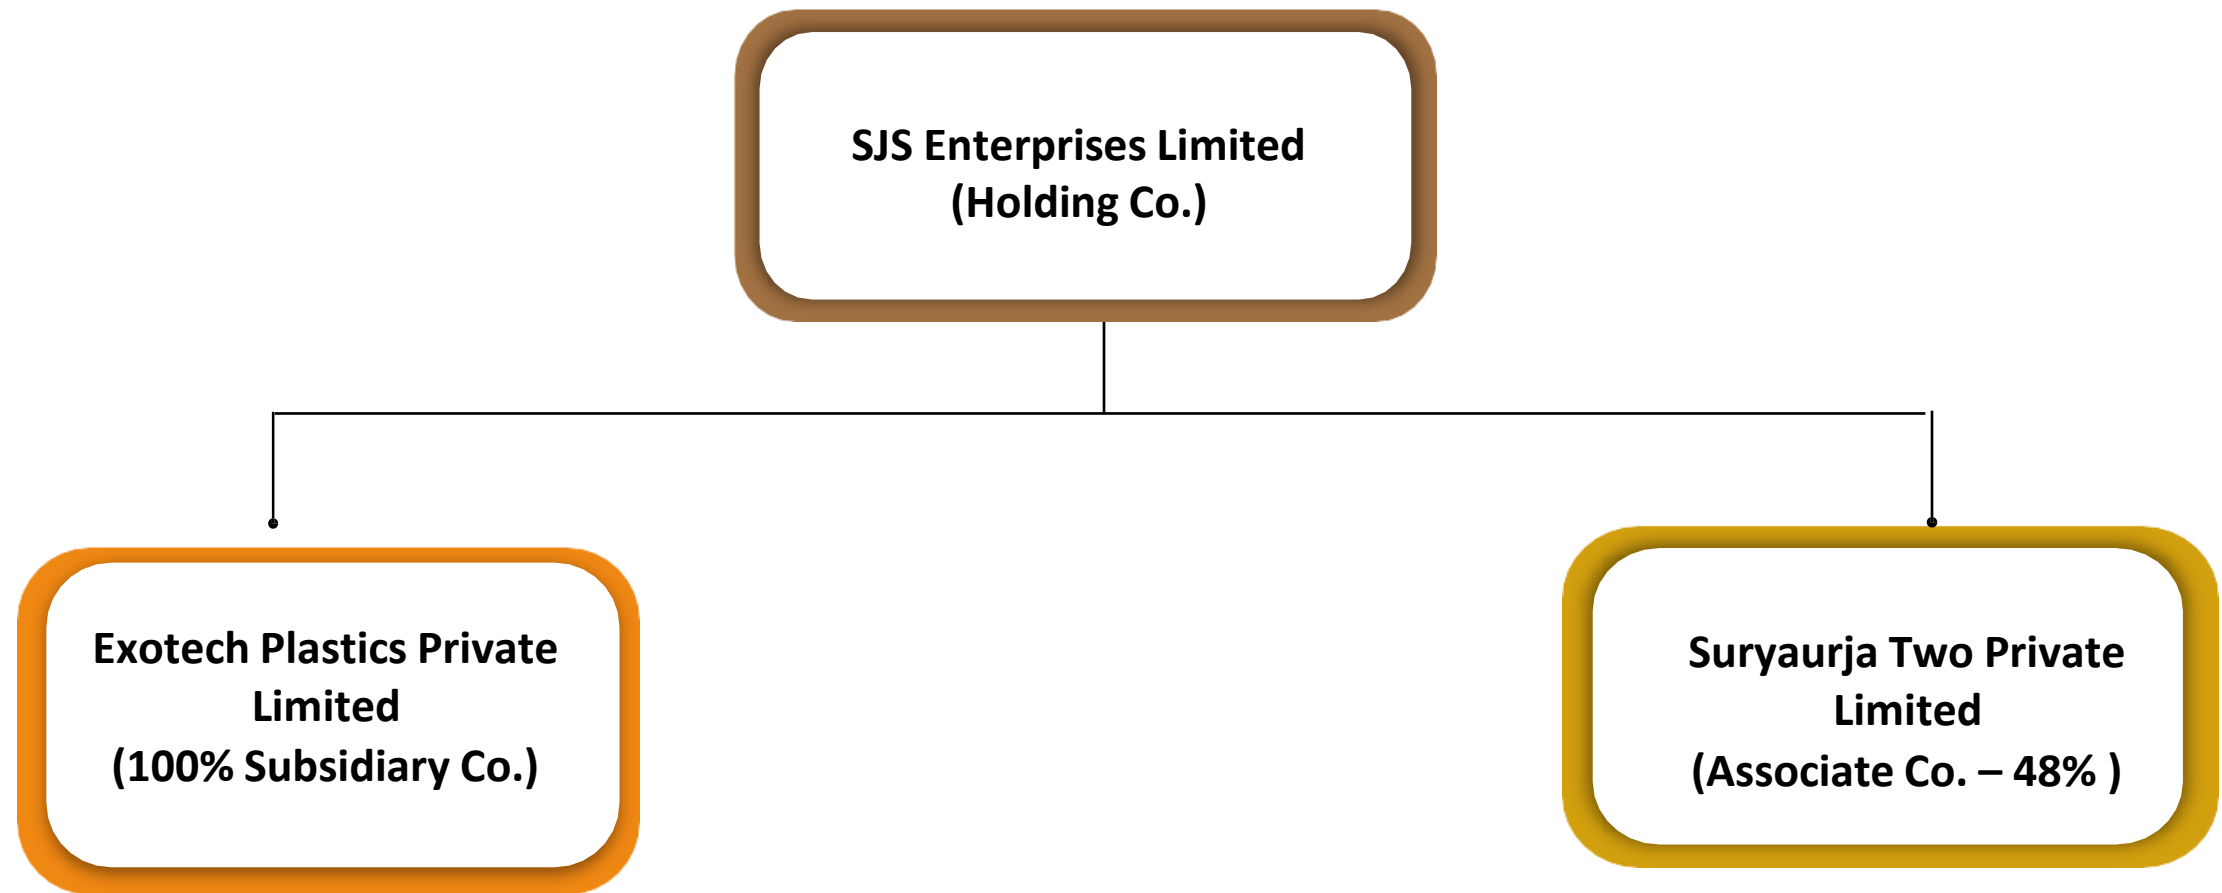 SJS Enterprises Limited
(Holding Co.)
Exotech Plastics Private
Limited
(100% Subsidiary Co.)
Suryaurja Two Private
Limited
(Associate Co. – 48% )